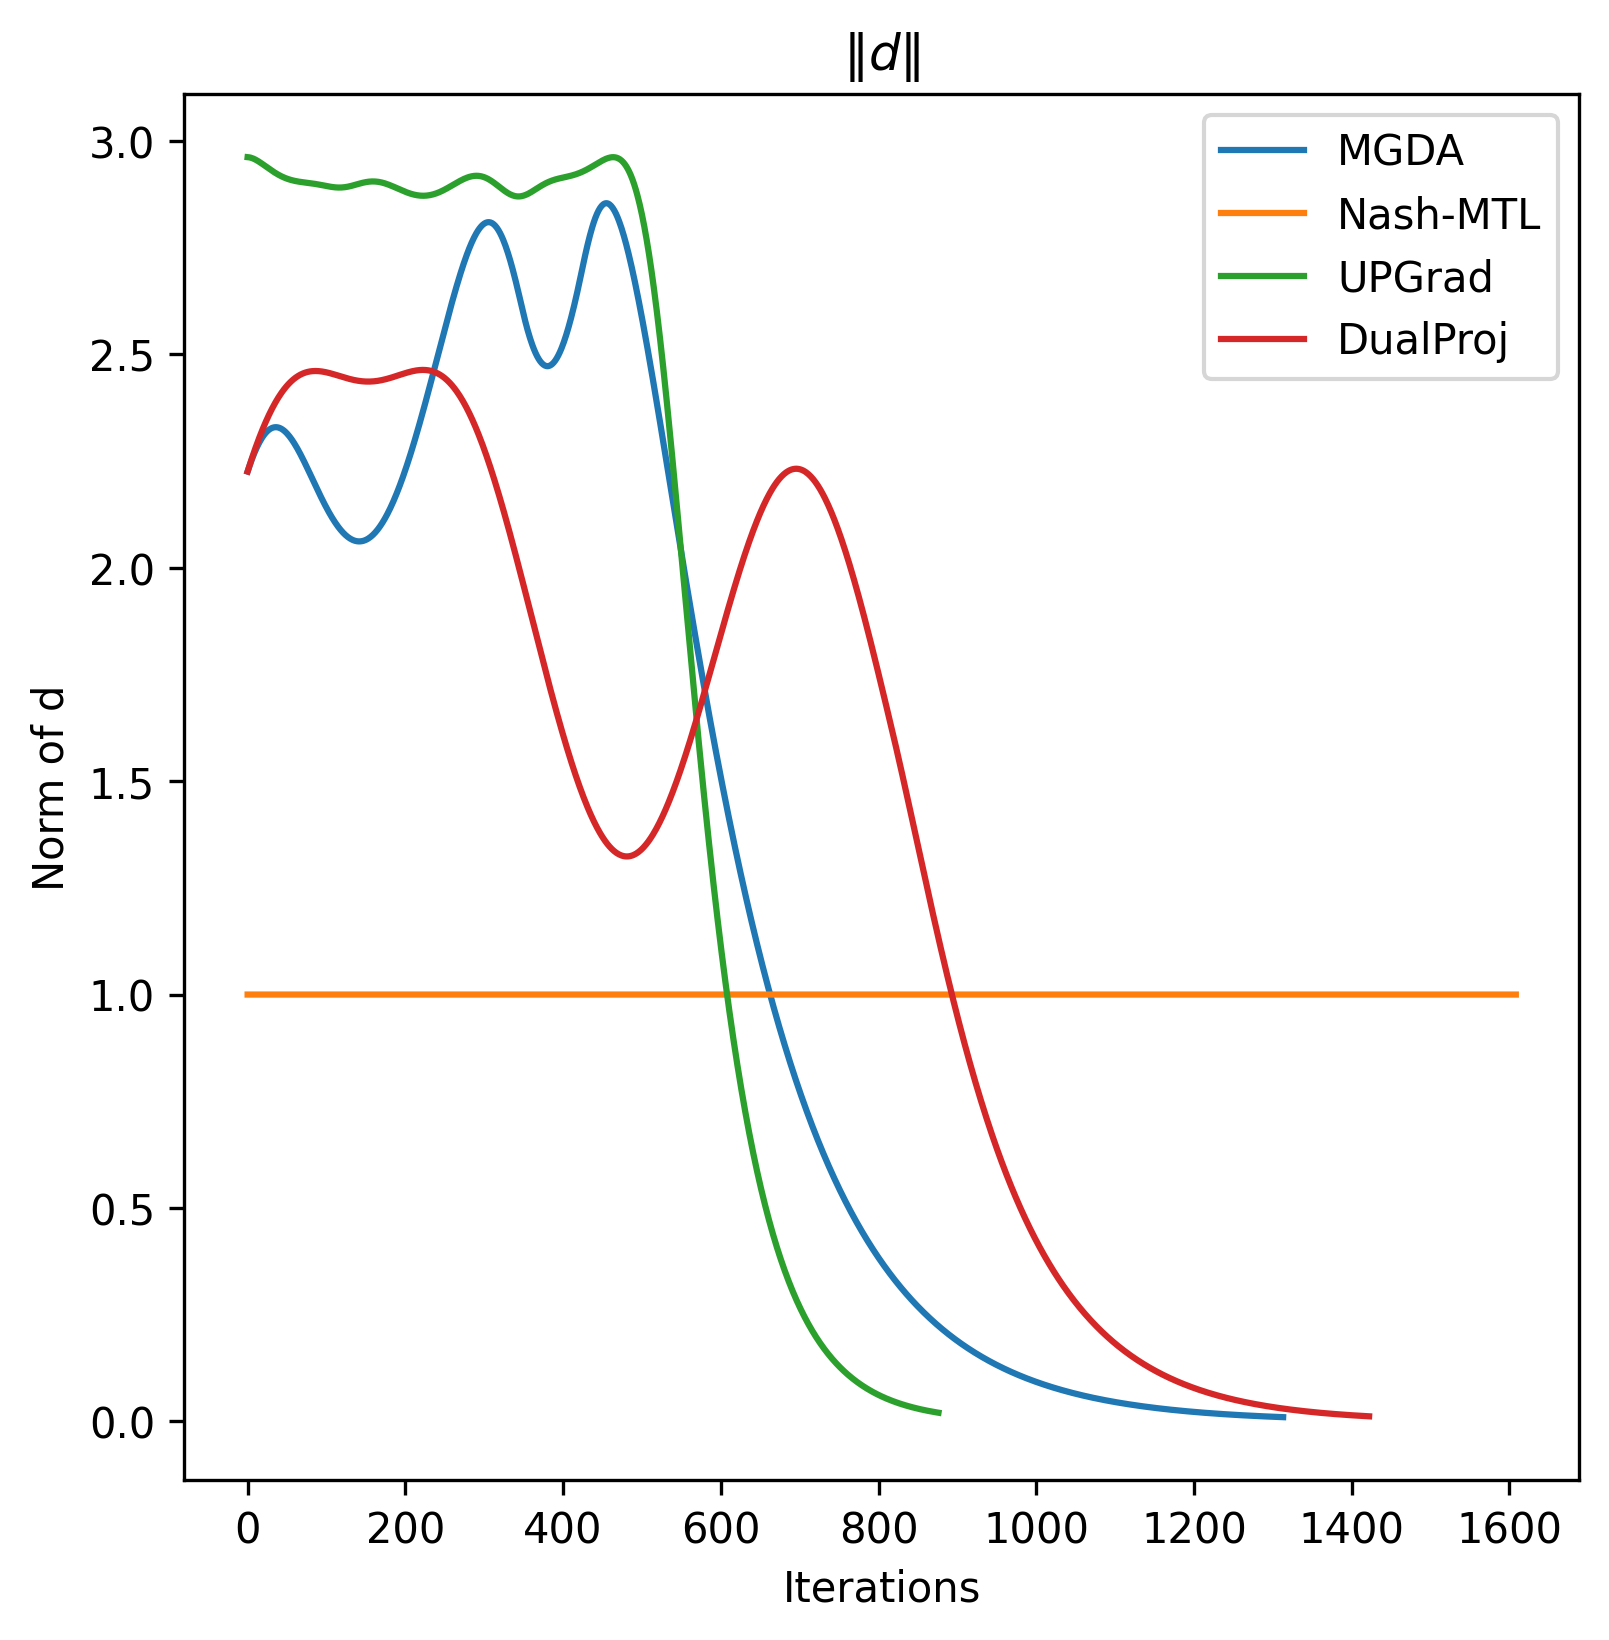 ‖d‖
3.0
2.5
2.0
1.5
1.0
0.5
0.0
Norm of d
MGDA
Nash-MTL
UPGrad
DualProj
0 200 400 600 800 1000 1200 1400 1600
Iterations